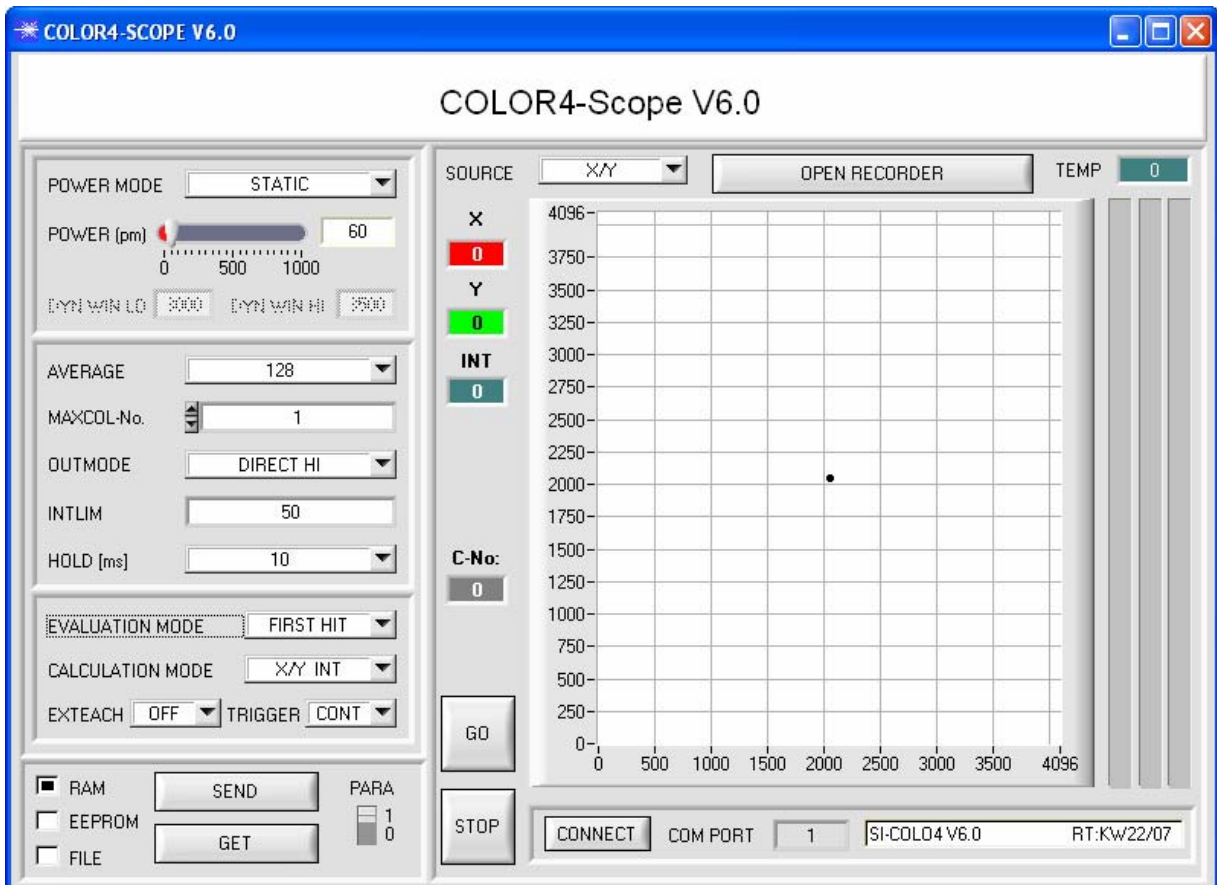 COLOR4-SCOPE V6.0
COLOR4-Scope V6.0
POWER MODE STATIC
POWER (pm) 60
0 500 1000
DYN WIN LO 3000 DYN WIN HI 3500
AVERAGE 128
MAXCOL-No. 1
OUTMODE DIRECT HI
INTLIM 50
HOLD [ms] 10
EVALUATION MODE FIRST HIT
CALCULATION MODE X/Y INT
EXTEACH OFF TRIGGER CONT
RAM
EEPROM
FILE
SEND
GET
PARA
1
0
SOURCE X/Y OPEN RECORDER TEMP 0
X
0
Y
0
INT
0
C-No:
0
GO
STOP
4096
3750
3500
3250
3000
2750
2500
2250
2000
1750
1500
1250
1000
750
500
250
0
0 500 1000 1500 2000 2500 3000 3500 4096
CONNECT COM PORT 1 SI-COLO4 V6.0 RT:KW22/07